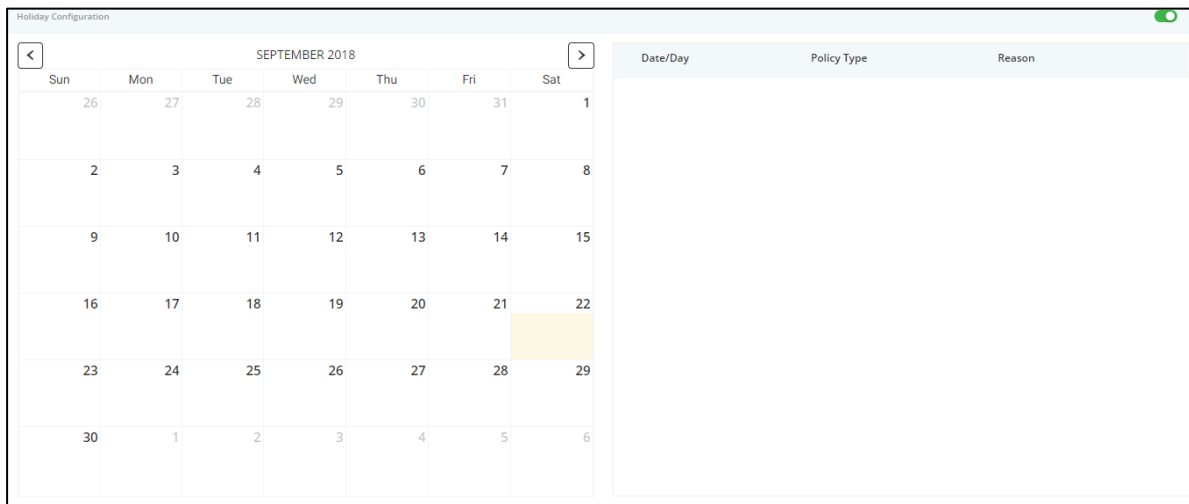 Holiday Configuration
< SEPTEMBER 2018 >
Sun Mon Tue Wed Thu Fri Sat
26 27 28 29 30 31 1
2 3 4 5 6 7 8
9 10 11 12 13 14 15
16 17 18 19 20 21 22
23 24 25 26 27 28 29
30 1 2 3 4 5 6
Date/Day Policy Type Reason